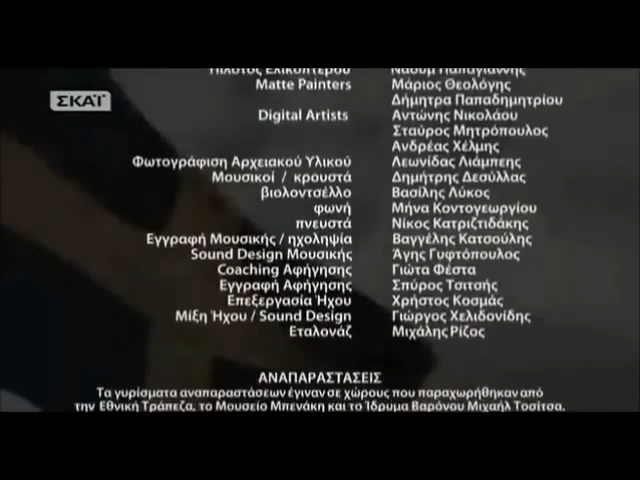 ΣΚΑΪ
Πιλότος Ελικοπτέρου Ναούμ Παπαγιάννης
Matte Painters Μάριος Θεολόγης
Δήμητρα Παπαδημητρίου
Digital Artists Αντώνης Νικολάου
Σταύρος Μητρόπουλος
Ανδρέας Χέλμης
Φωτογράφιση Αρχειακού Υλικού Λεωνίδας Λιάμπεης
Μουσικοί / κρουστά Δημήτρης Δεσύλλας
βιολοντσέλλο Βασίλης Λύκος
φωνή Μήνα Κοντογεωργίου
πνευστά Νίκος Κατριζτιδάκης
Εγγραφή Μουσικής / ηχοληψία Βαγγέλης Κατσούλης
Sound Design Μουσικής Άγης Γυφτόπουλος
Coaching Αφήγησης Γιώτα Φέστα
Εγγραφή Αφήγησης Σπύρος Τσιτσής
Επεξεργασία Ήχου Χρήστος Κοσμάς
Μίξη Ήχου / Sound Design Γιώργος Χελιδονίδης
Εταλονάζ Μιχάλης Ρίζος
ΑΝΑΠΑΡΑΣΤΑΣΕΙΣ
Τα γυρίσματα αναπαραστάσεων έγιναν σε χώρους που παραχωρήθηκαν από
την Εθνική Τράπεζα, το Μουσείο Μπενάκη και το Ίδρυμα Βαρόνου Μιχαήλ Τοσίτσα.